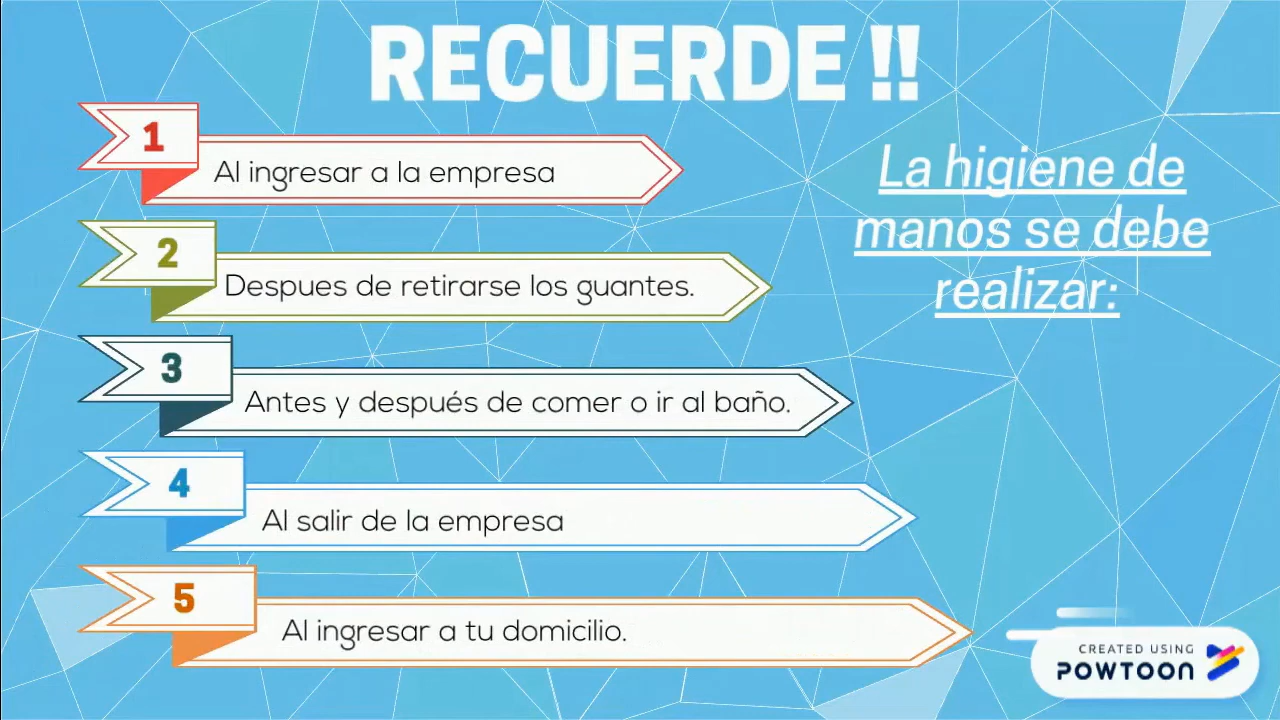 RECUERDE !!
La higiene de
manos se debe
realizar:
1
Al ingresar a la empresa
2
Despues de retirarse los guantes.
3
Antes y después de comer o ir al baño.
4
Al salir de la empresa
5
Al ingresar a tu domicilio.
CREATED USING
POWTOON